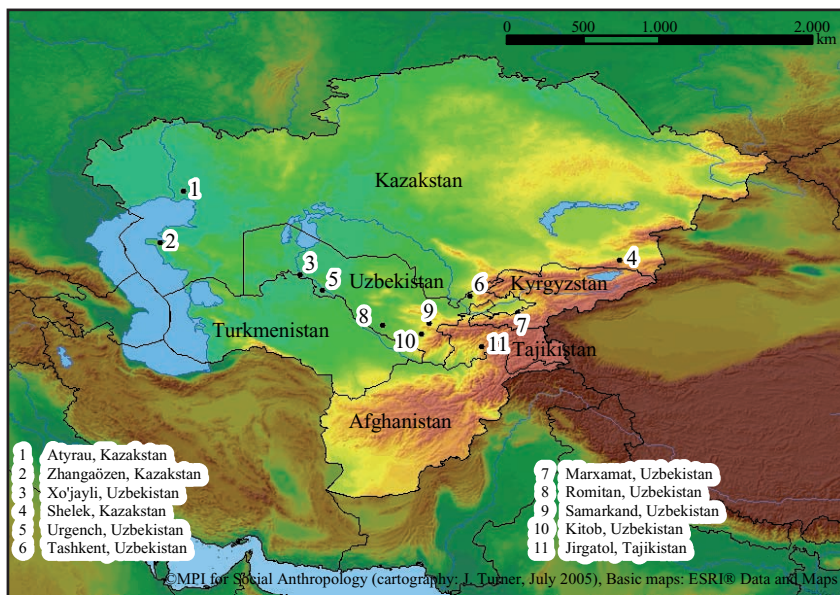 0 500 1.000 2.000
km
Kazakstan
1
2
3
4
5
6
Uzbekistan
Kyrgyzstan
7
8
9
Turkmenistan
10
11
Tajikistan
Afghanistan
1 Atyrau, Kazakstan
2 Zhangaözen, Kazakstan
3 Xo'jayli, Uzbekistan
4 Shelek, Kazakstan
5 Urgench, Uzbekistan
6 Tashkent, Uzbekistan
7 Marxamat, Uzbekistan
8 Romitan, Uzbekistan
9 Samarkand, Uzbekistan
10 Kitob, Uzbekistan
11 Jirgatol, Tajikistan
©MPI for Social Anthropology (cartography: J. Turner, July 2005), Basic maps: ESRI® Data and Maps